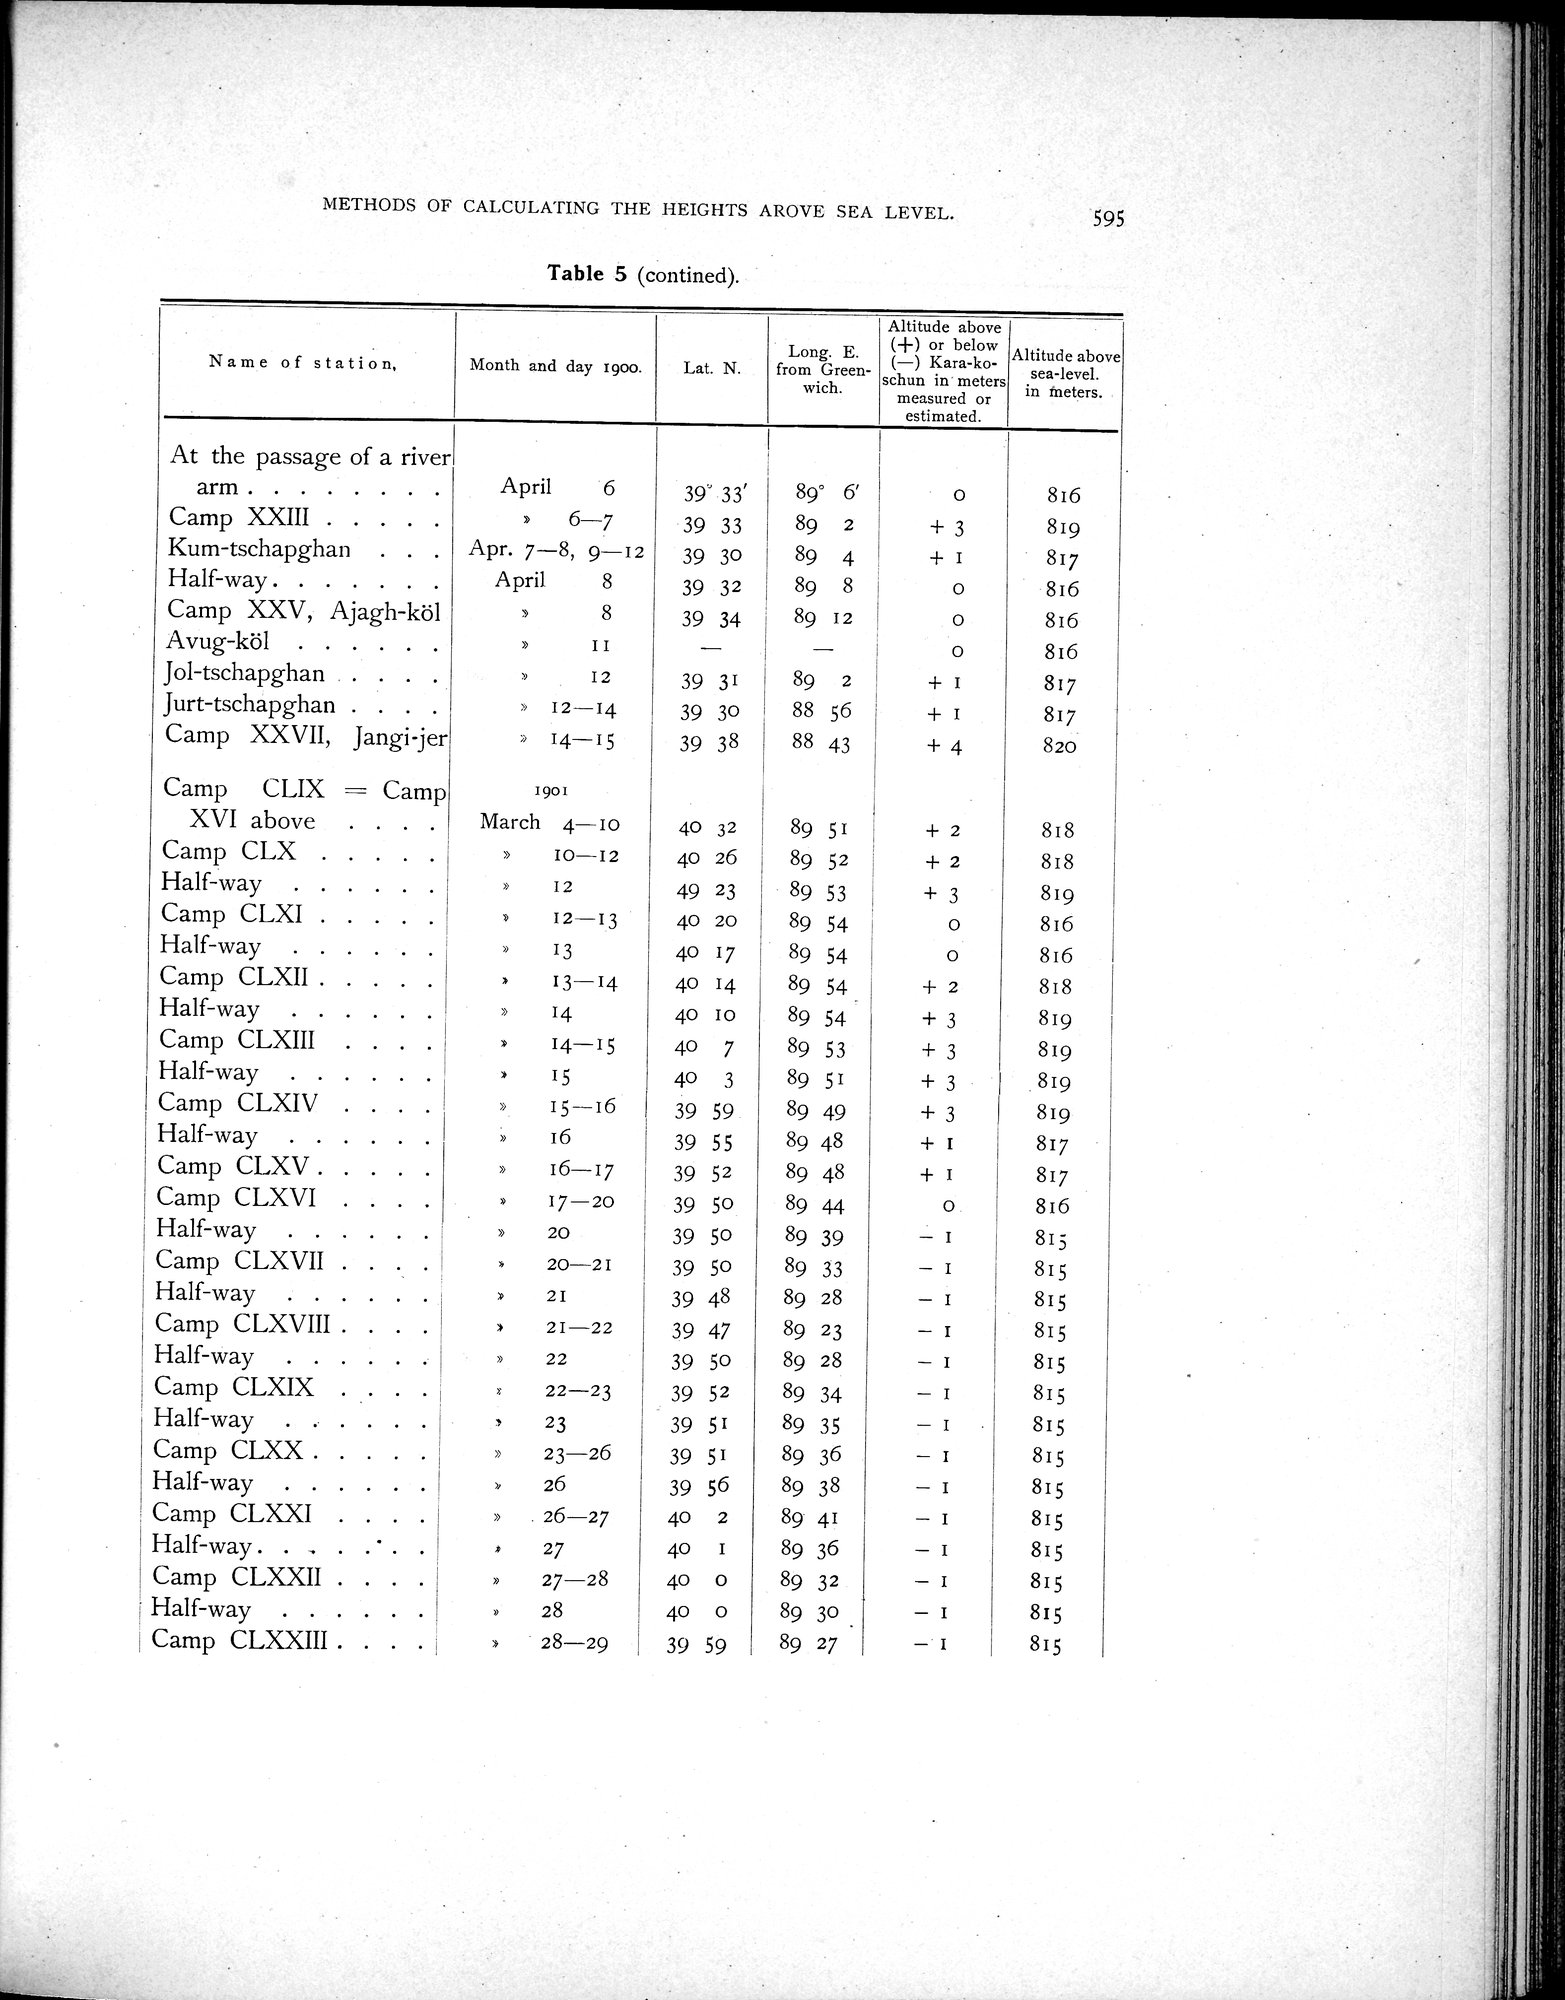 METHODS OF CALCULATING THE HEIGHTS AROVE SEA LEVEL. 595
Table 5 (contined).
Name of station, Month and day 1900. Lat. N. Long. E. from Greenwich. Altitude above (+) or below (—) Kara-koschun in meters measured or estimated. Altitude above sea-level. in meters.
At the passage of a river
arm . . . . . . . . April 6 39° 33′ 89° 6′ 0 816
Camp XXIII . . . . . » 6—7 39 33 89 2 + 3 819
Kum-tschapghan . . . Apr. 7—8, 9—12 39 30 89 4 + 1 817
Half-way . . . . . . . April 8 39 32 89 8 0 816
Camp XXV, Ajagh-köl » 8 39 34 89 12 0 816
Avug-köl . . . . . . » 11 — — 0 816
Jol-tschapghan . . . . » 12 39 31 89 2 + 1 817
Jurt-tschapghan . . . . » 12—14 39 30 88 56 + 1 817
Camp XXVII, Jangi-jer » 14—15 39 38 88 43 + 4 820
Camp CLIX = Camp 1901
XVI above . . . . March 4—10 40 32 89 51 + 2 818
Camp CLX . . . . . » 10—12 40 26 89 52 + 2 818
Half-way . . . . . . » 12 49 23 89 53 + 3 819
Camp CLXI . . . . . » 12—13 40 20 89 54 0 816
Half-way . . . . . . » 13 40 17 89 54 0 816
Camp CLXII . . . . . » 13—14 40 14 89 54 + 2 818
Half-way . . . . . . » 14 40 10 89 54 + 3 819
Camp CLXIII . . . . » 14—15 40 7 89 53 + 3 819
Half-way . . . . . . » 15 40 3 89 51 + 3 819
Camp CLXIV . . . . » 15—16 39 59 89 49 + 3 819
Half-way . . . . . . » 16 39 55 89 48 + 1 817
Camp CLXV . . . . . » 16—17 39 52 89 48 + 1 817
Camp CLXVI . . . . » 17—20 39 50 89 44 0 816
Half-way . . . . . . » 20 39 50 89 39 — 1 815
Camp CLXVII . . . . » 20—21 39 50 89 33 — 1 815
Half-way . . . . . . » 21 39 48 89 28 — 1 815
Camp CLXVIII . . . . » 21—22 39 47 89 23 — 1 815
Half-way . . . . . . » 22 39 50 89 28 — 1 815
Camp CLXIX . . . . » 22—23 39 52 89 34 — 1 815
Half-way . . . . . . » 23 39 51 89 35 — 1 815
Camp CLXX . . . . . » 23—26 39 51 89 36 — 1 815
Half-way . . . . . . » 26 39 56 89 38 — 1 815
Camp CLXXI . . . . » 26—27 40 2 89 41 — 1 815
Half-way . . . . . . . » 27 40 1 89 36 — 1 815
Camp CLXXII . . . . » 27—28 40 0 89 32 — 1 815
Half-way . . . . . . » 28 40 0 89 30 — 1 815
Camp CLXXIII . . . . » 28—29 39 59 89 27 — 1 815